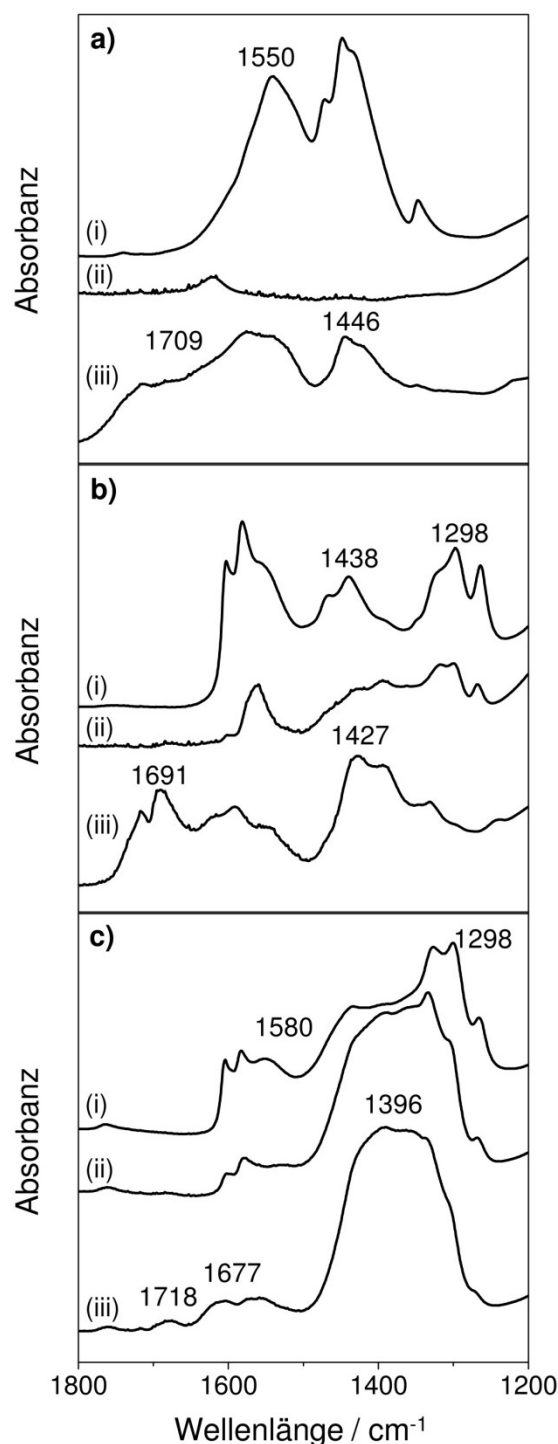 a)
1550
(i)
(ii)
1709
1446
(iii)
Absorbanz
b)
1438
1298
(i)
(ii)
1691
1427
(iii)
Absorbanz
c)
1298
1580
(i)
1396
(ii)
1677
1718
(iii)
Absorbanz
1800 1600 1400 1200
Wellenlänge / cm⁻¹